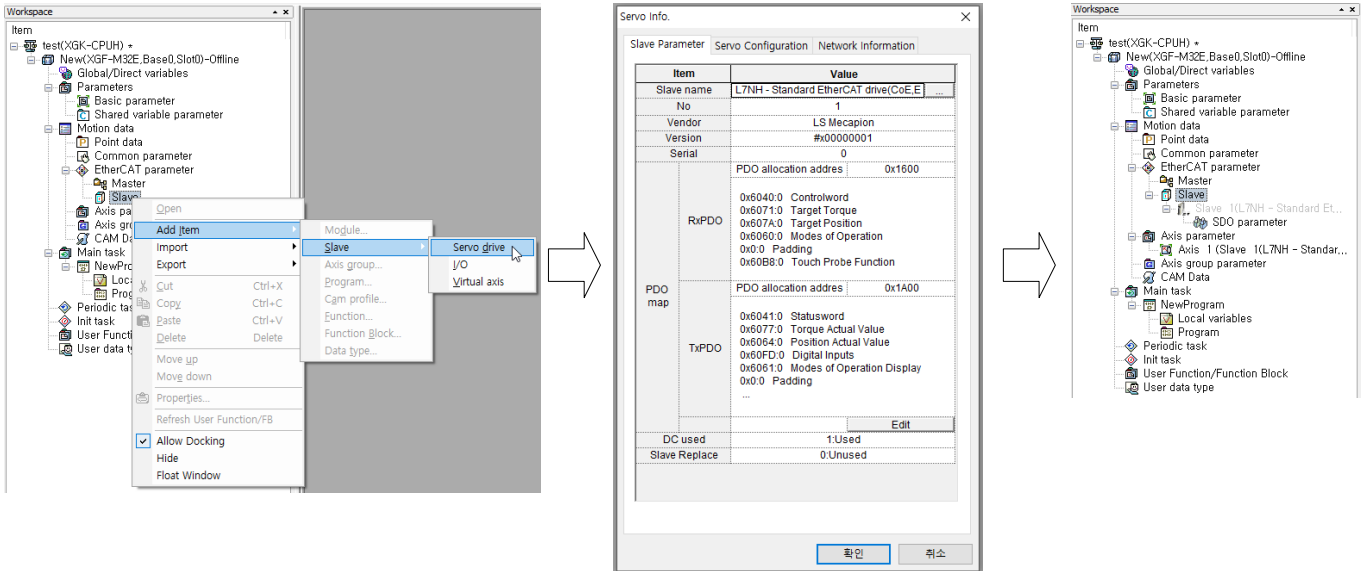 Workspace
Item
test(XGK-CPUH) *
New(XGF-M32E,Base0,Slot0)-Offline
Global/Direct variables
Parameters
Basic parameter
Shared variable parameter
Motion data
Point data
Common parameter
EtherCAT parameter
Master
Slave
Axis pa
Axis gr
CAM Da
Main task
NewPro
Loc
Prog
Periodic tas
Init task
User Functi
User data t
Open
Add Item
Import
Export
Cut Ctrl+X
Copy Ctrl+C
Paste Ctrl+V
Delete Delete
Move up
Move down
Properties...
Refresh User Function/FB
Allow Docking
Hide
Float Window
Module...
Slave
Axis group...
Program...
Cam profile...
Function...
Function Block...
Data type...
Servo drive
I/O
Virtual axis
Servo Info.
Slave Parameter Servo Configuration Network Information
Item Value
Slave name L7NH - Standard EtherCAT drive(CoE,E ...
No 1
Vendor LS Mecapion
Version #x00000001
Serial 0
PDO map
RxPDO
PDO allocation addres 0x1600
0x6040:0 Controlword
0x6071:0 Target Torque
0x607A:0 Target Position
0x6060:0 Modes of Operation
0x0:0 Padding
0x60B8:0 Touch Probe Function
TxPDO
PDO allocation addres 0x1A00
0x6041:0 Statusword
0x6077:0 Torque Actual Value
0x6064:0 Position Actual Value
0x60FD:0 Digital Inputs
0x6061:0 Modes of Operation Display
0x0:0 Padding
...
Edit
DC used 1:Used
Slave Replace 0:Unused
확인 취소
Workspace
Item
test(XGK-CPUH) *
New(XGF-M32E,Base0,Slot0)-Offline
Global/Direct variables
Parameters
Basic parameter
Shared variable parameter
Motion data
Point data
Common parameter
EtherCAT parameter
Master
Slave
Slave 1(L7NH - Standard Et...
SDO parameter
Axis parameter
Axis 1 (Slave 1(L7NH - Standar...
Axis group parameter
CAM Data
Main task
NewProgram
Local variables
Program
Periodic task
Init task
User Function/Function Block
User data type